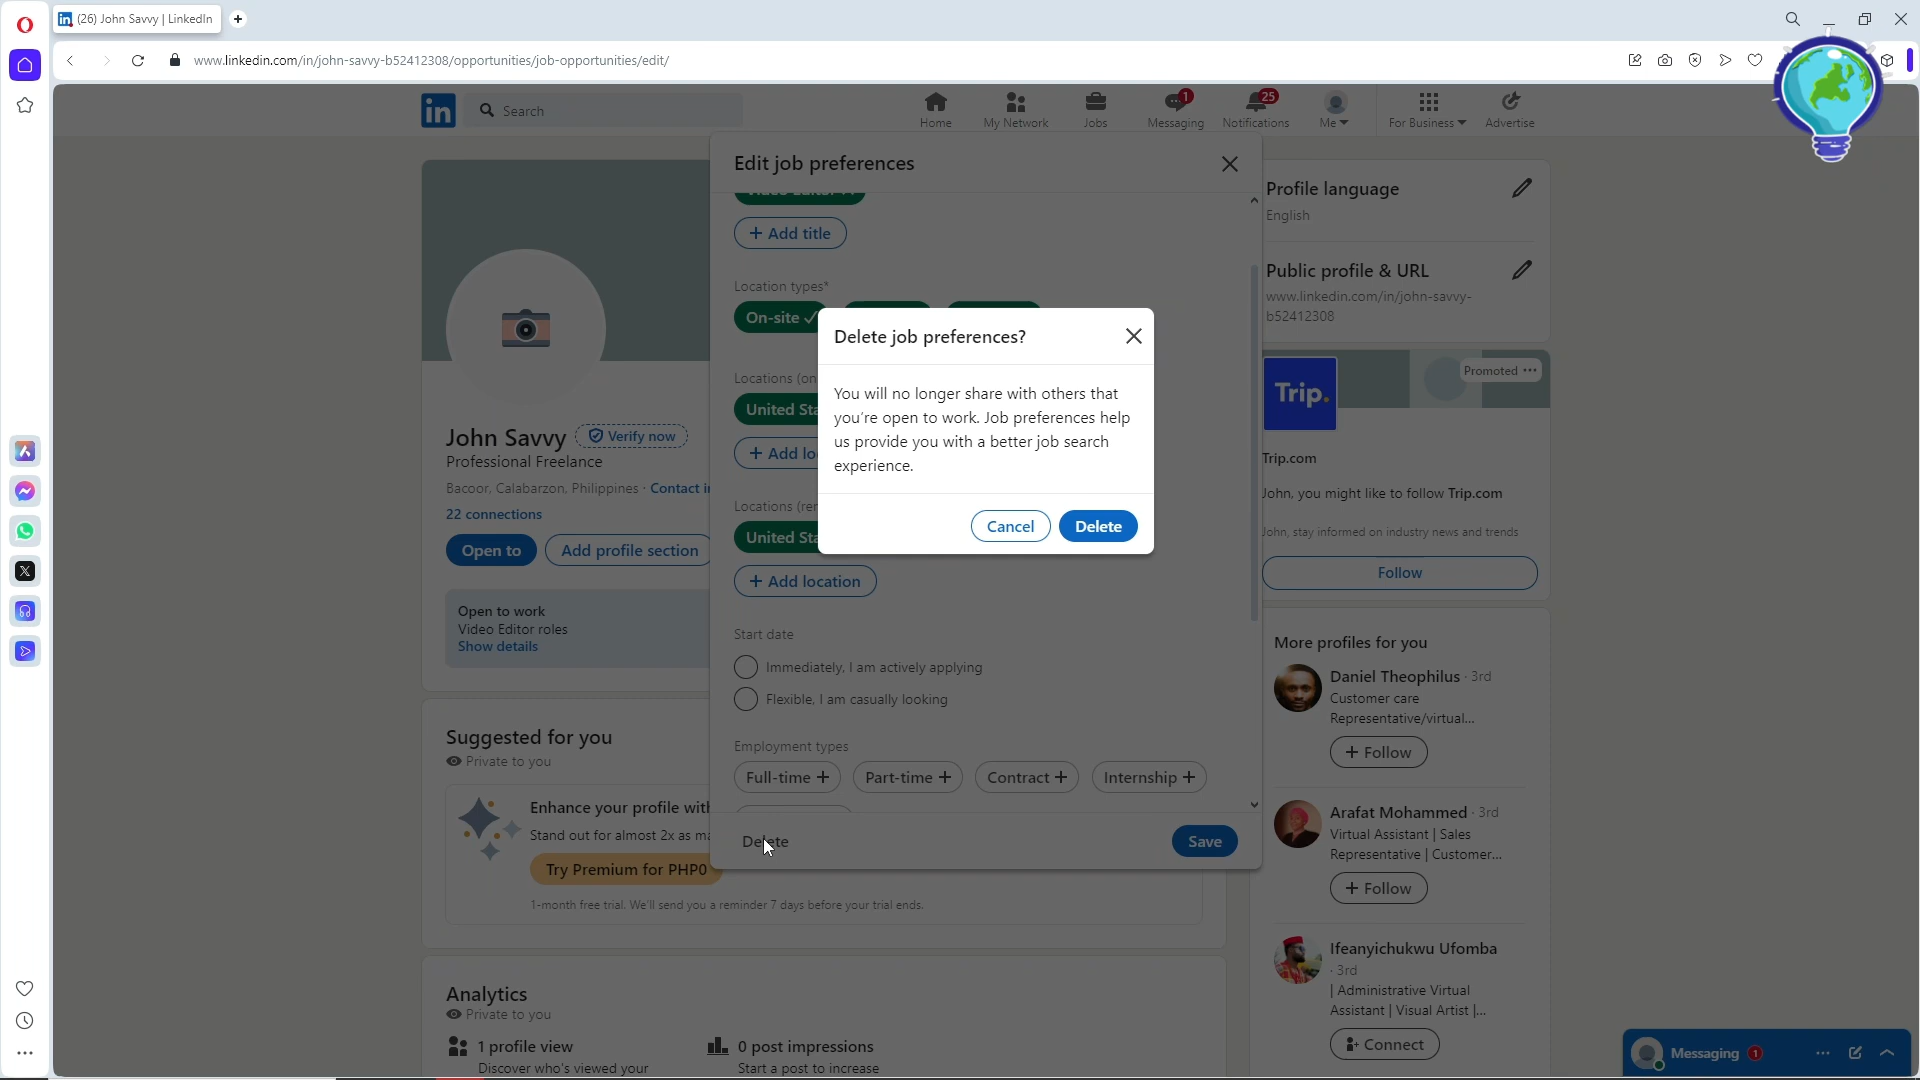 (26) John Savvy | LinkedIn
www.linkedin.com/in/john-savvy-b52412308/opportunities/job-opportunities/edit/
in
Search
Home
My Network
Jobs
1
Messaging
25
Notifications
Me
For Business
Advertise
Edit job preferences
+ Add title
Location types*
On-site
Locations (on
United Sta
+ Add lo
Locations (re
United Sta
+ Add location
Start date
Immediately, I am actively applying
Flexible, I am casually looking
Employment types
Full-time +
Part-time +
Contract +
Internship +
Delete
Save
Delete job preferences?
You will no longer share with others that
you're open to work. Job preferences help
us provide you with a better job search
experience.
Cancel
Delete
John Savvy
Verify now
Professional Freelance
Bacoor, Calabarzon, Philippines · Contact i
22 connections
Open to
Add profile section
Open to work
Video Editor roles
Show details
Suggested for you
Private to you
Enhance your profile wit
Stand out for almost 2x as m
Try Premium for PHP0
1-month free trial. We'll send you a reminder 7 days before your trial ends.
Analytics
Private to you
1 profile view
Discover who's viewed your
0 post impressions
Start a post to increase
Profile language
English
Public profile & URL
www.linkedin.com/in/john-savvy-
b52412308
Promoted ···
Trip.
Trip.com
John, you might like to follow Trip.com
John, stay informed on industry news and trends
Follow
More profiles for you
Daniel Theophilus · 3rd
Customer care
Representative/virtual...
+ Follow
Arafat Mohammed · 3rd
Virtual Assistant | Sales
Representative | Customer...
+ Follow
Ifeanyichukwu Ufomba
· 3rd
| Administrative Virtual
Assistant | Visual Artist |...
Connect
Messaging 1